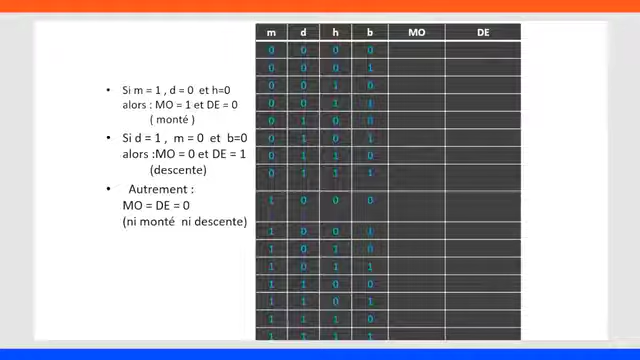 • Si m = 1 , d = 0 et h=0
alors : MO = 1 et DE = 0
( monté )
• Si d = 1 , m = 0 et b=0
alors :MO = 0 et DE = 1
(descente)
• Autrement :
MO = DE = 0
(ni monté ni descente)
m d h b MO DE
0 0 0 0
0 0 0 1
0 0 1 0
0 0 1 1
0 1 0 0
0 1 0 1
0 1 1 0
0 1 1 1
1 0 0 0
1 0 0 1
1 0 1 0
1 0 1 1
1 1 0 0
1 1 0 1
1 1 1 0
1 1 1 1